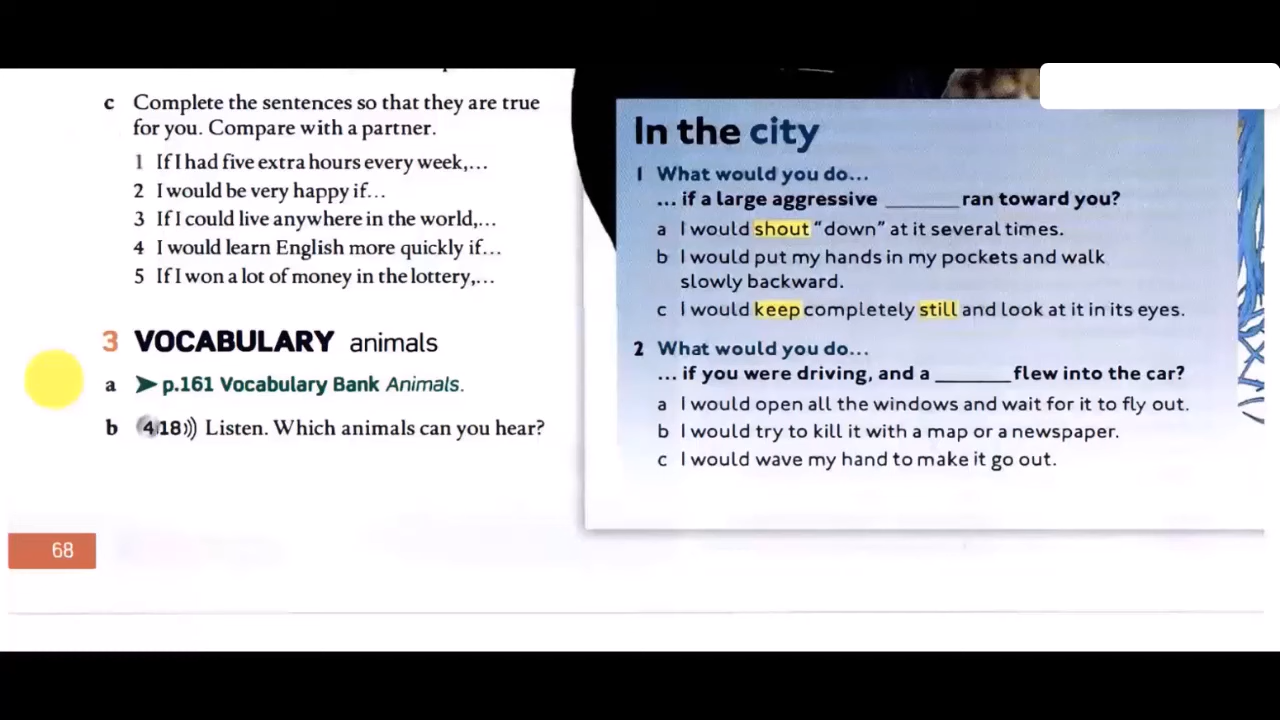 c Complete the sentences so that they are true
for you. Compare with a partner.
1 If I had five extra hours every week,...
2 I would be very happy if...
3 If I could live anywhere in the world,...
4 I would learn English more quickly if...
5 If I won a lot of money in the lottery,...
3 VOCABULARY animals
a ➤ p.161 Vocabulary Bank Animals.
b 4 18)) Listen. Which animals can you hear?
68
In the city
1 What would you do...
... if a large aggressive _______ ran toward you?
a I would shout “down” at it several times.
b I would put my hands in my pockets and walk
slowly backward.
c I would keep completely still and look at it in its eyes.
2 What would you do...
... if you were driving, and a _______ flew into the car?
a I would open all the windows and wait for it to fly out.
b I would try to kill it with a map or a newspaper.
c I would wave my hand to make it go out.